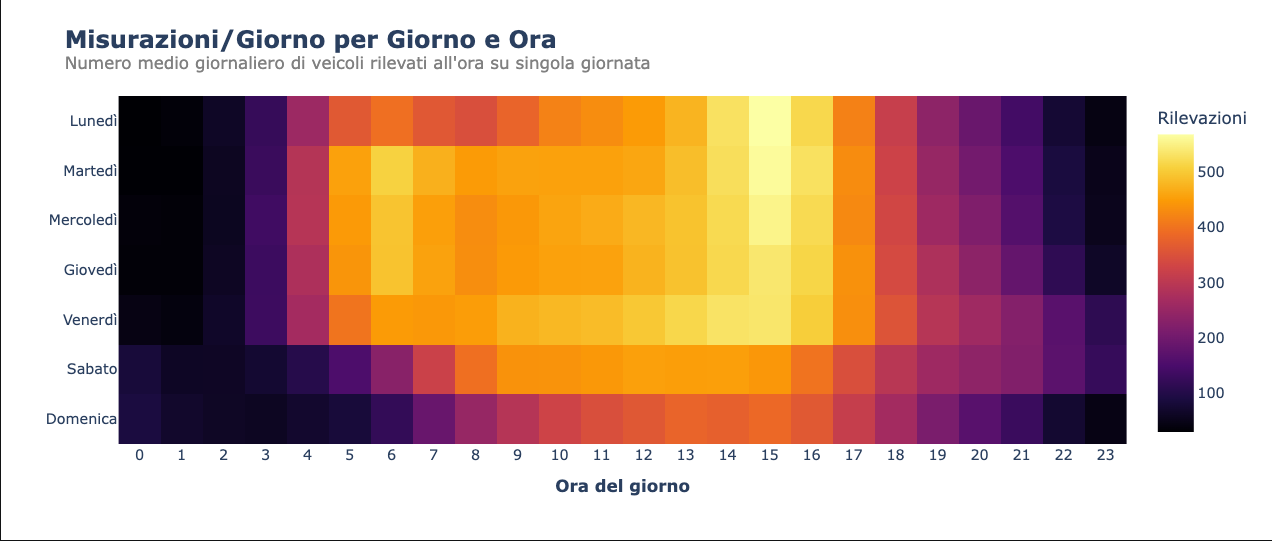 Misurazioni/Giorno per Giorno e Ora
Numero medio giornaliero di veicoli rilevati all'ora su singola giornata
Rilevazioni
500
400
300
200
100
Lunedì
Martedì
Mercoledì
Giovedì
Venerdì
Sabato
Domenica
0 1 2 3 4 5 6 7 8 9 10 11 12 13 14 15 16 17 18 19 20 21 22 23
Ora del giorno